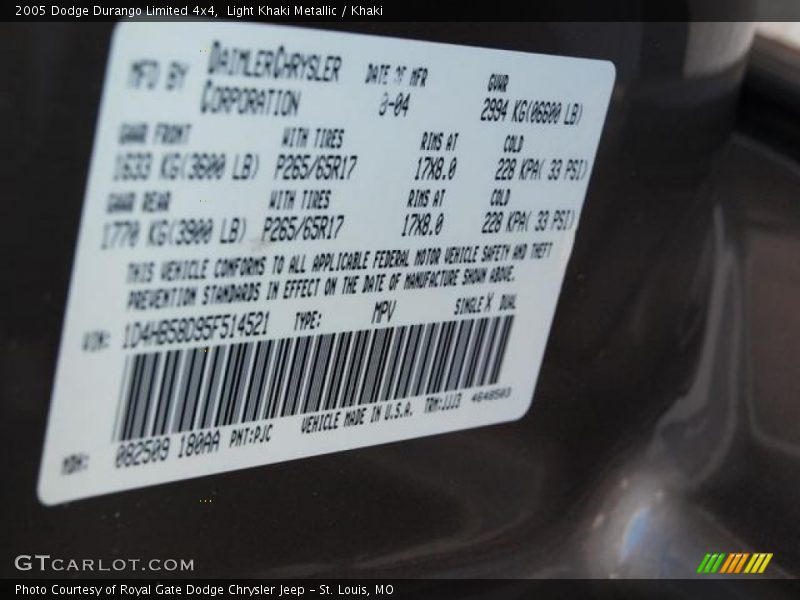 2005 Dodge Durango Limited 4x4,  Light Khaki Metallic / Khaki
MFD BY DAIMLERCHRYSLER CORPORATION DATE OF MFR -04 GVWR 2994 KG(06600 LB)
GAWR FRONT WITH TIRES RIMS AT COLD
1633 KG(3600 LB) P265/65R17 17X8.0 228 KPA( 33 PSI)
GAWR REAR WITH TIRES RIMS AT COLD
1770 KG(3900 LB) P265/65R17 17X8.0 228 KPA( 33 PSI)
THIS VEHICLE CONFORMS TO ALL APPLICABLE FEDERAL MOTOR VEHICLE SAFETY AND THEFT
PREVENTION STANDARDS IN EFFECT ON THE DATE OF MANUFACTURE SHOWN ABOVE.
VIN: 1D4HB58D95F514521 TYPE: MPV SINGLE X DUAL
MDH: 082509 180AA PNT:PJC VEHICLE MADE IN U.S.A. TRM:JJJ3 4648503
GTCARLOT.COM
Photo Courtesy of Royal Gate Dodge Chrysler Jeep – St. Louis, MO